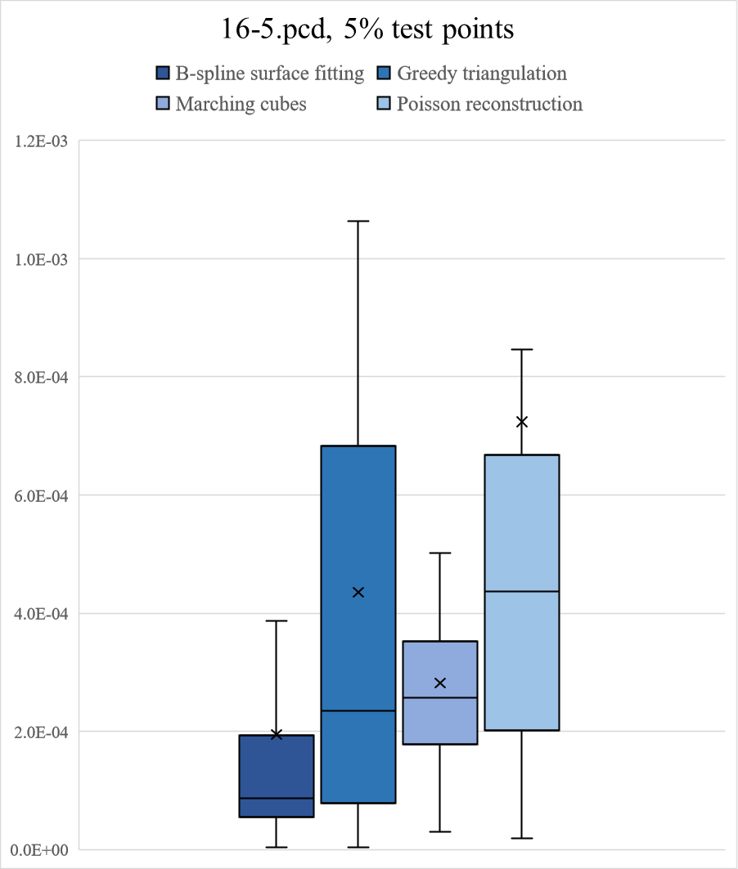 16-5.pcd, 5% test points
B-spline surface fitting Greedy triangulation
Marching cubes Poisson reconstruction
1.2E-03
1.0E-03
8.0E-04
6.0E-04
4.0E-04
2.0E-04
0.0E+00